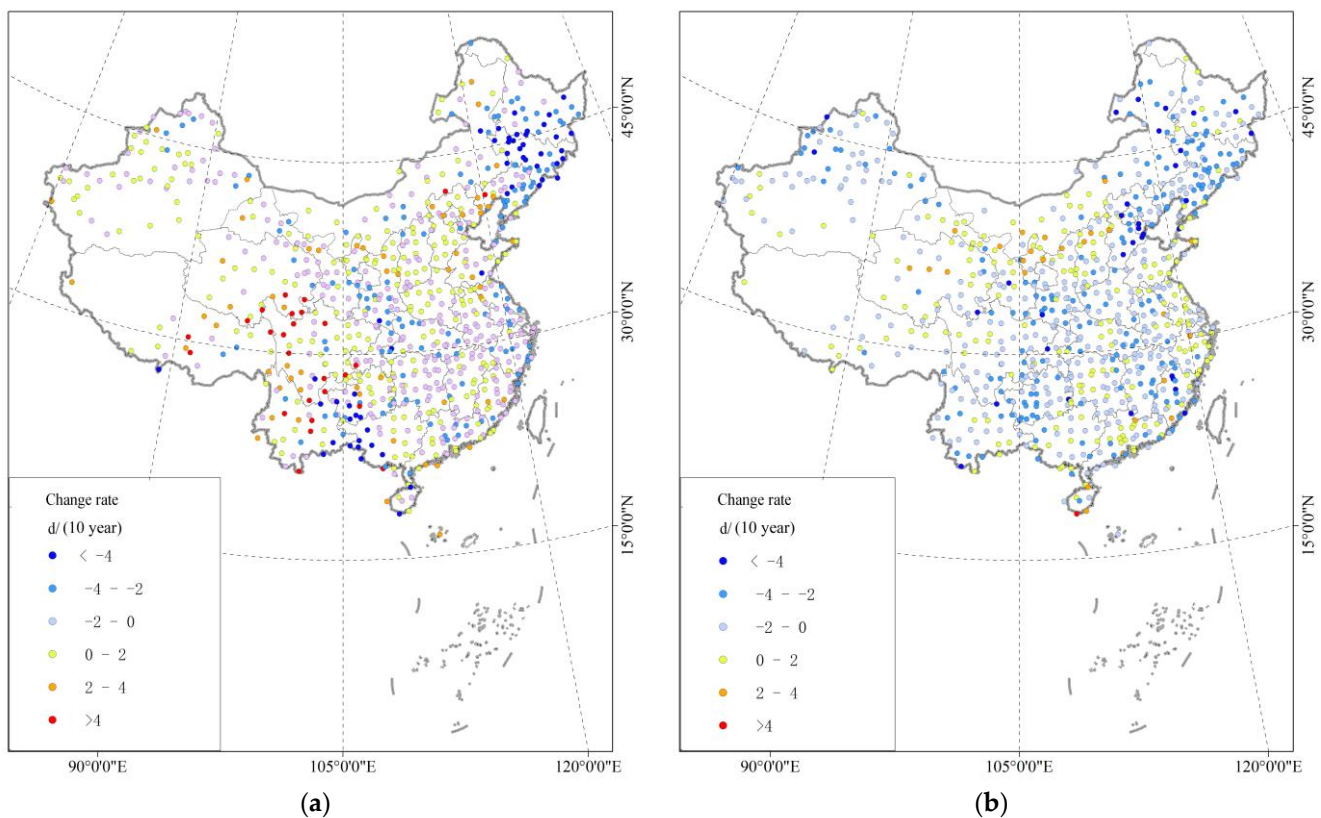 45°0'0"N
30°0'0"N
15°0'0"N
Change rate
d/ (10 year)
< -4
-4 - -2
-2 - 0
0 - 2
2 - 4
>4
90°0'0"E
105°0'0"E
120°0'0"E
(a)
45°0'0"N
30°0'0"N
15°0'0"N
Change rate
d/ (10 year)
< -4
-4 - -2
-2 - 0
0 - 2
2 - 4
>4
90°0'0"E
105°0'0"E
120°0'0"E
(b)